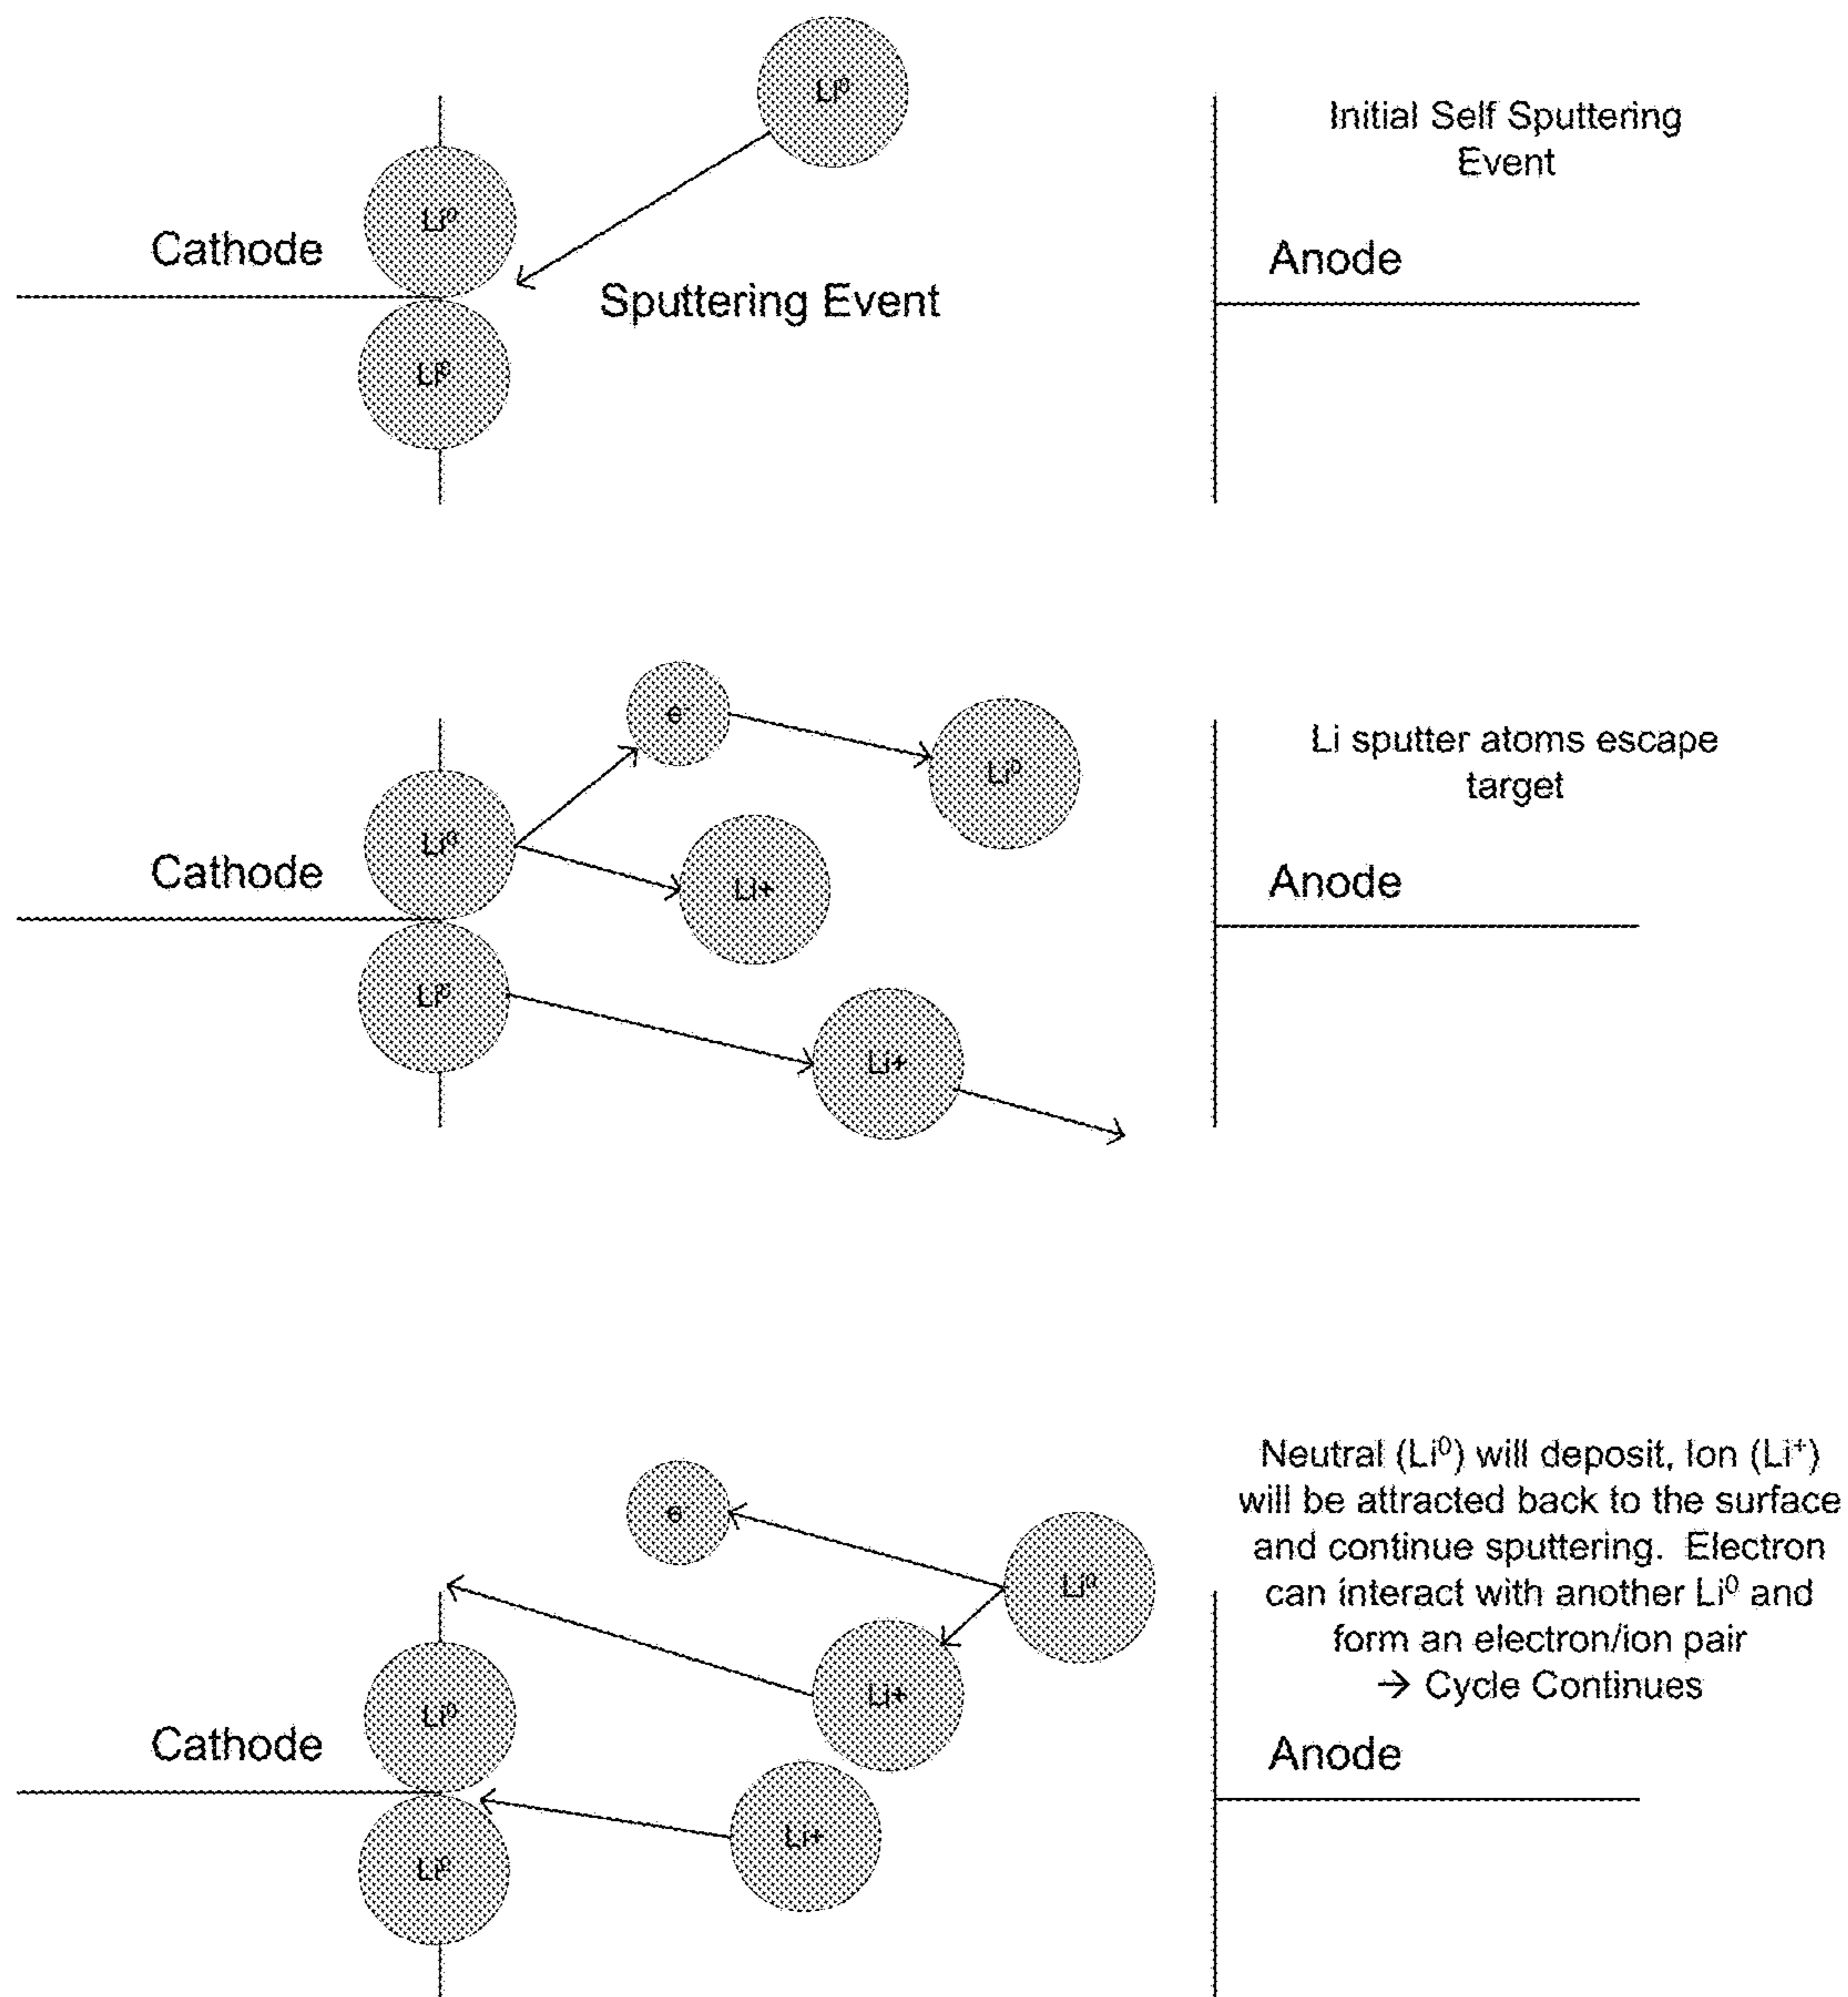 Li⁰
Initial Self Sputtering
Event
Li⁰
Cathode
Anode
Sputtering Event
Li⁰
e⁻
Li sputter atoms escape
target
Li⁰
Li⁰
Cathode
Li+
Anode
Li⁰
Li+
Neutral (Li⁰) will deposit, Ion (Li⁺)
will be attracted back to the surface
and continue sputtering. Electron
can interact with another Li⁰ and
form an electron/ion pair
→ Cycle Continues
e
Li⁰
Li+
Li⁰
Cathode
Anode
Li+
Li⁰